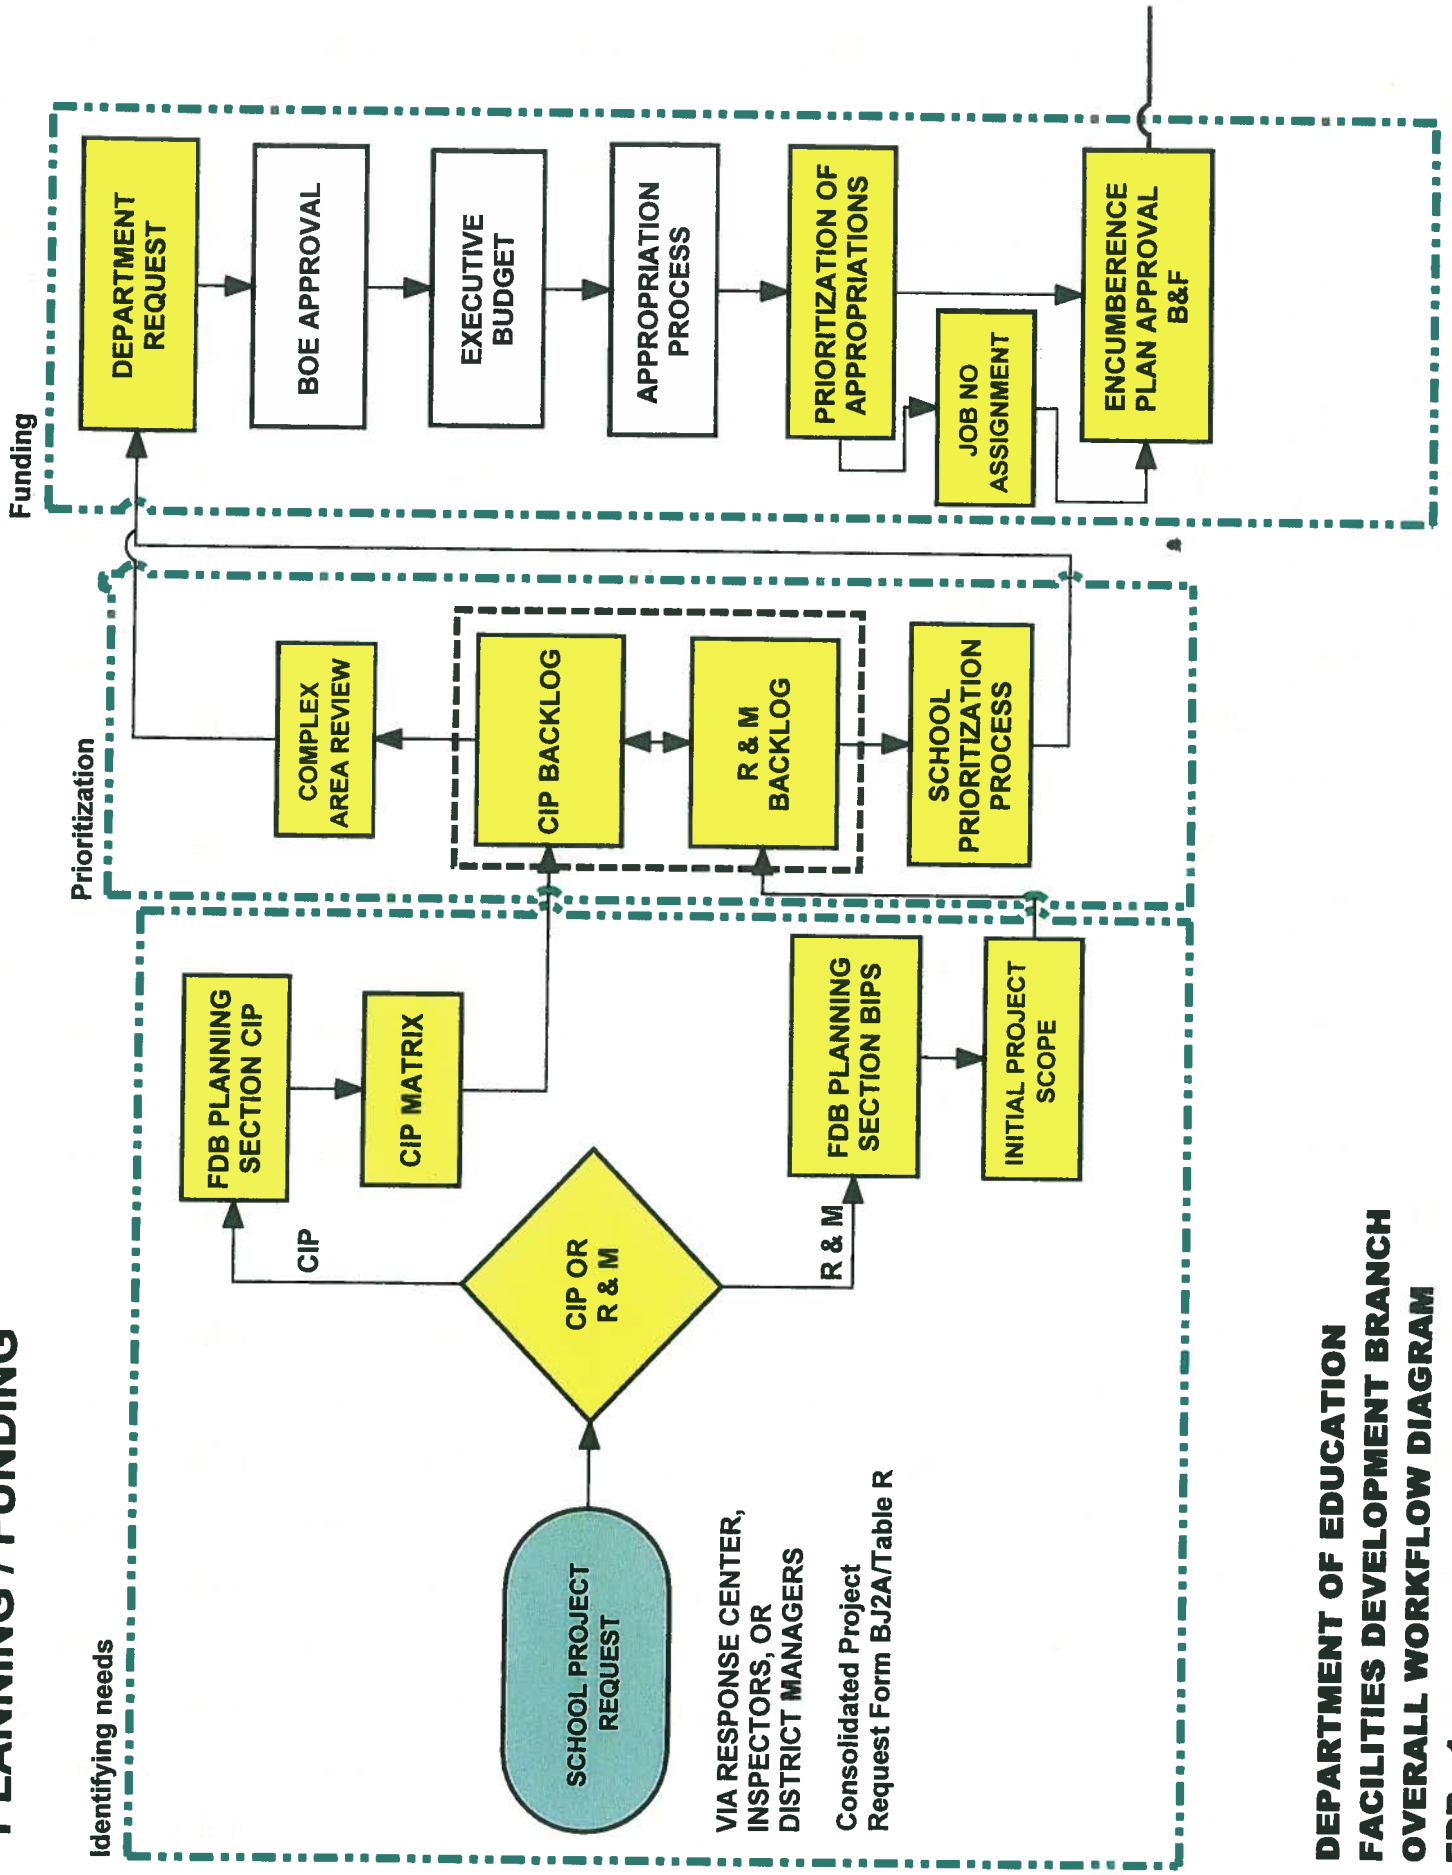 PLANNING / FUNDING
Identifying needs
Prioritization
Funding
SCHOOL PROJECT
REQUEST
VIA RESPONSE CENTER,
INSPECTORS, OR
DISTRICT MANAGERS
Consolidated Project
Request Form BJ2A/Table R
CIP OR
R & M
CIP
R & M
FDB PLANNING
SECTION CIP
CIP MATRIX
FDB PLANNING
SECTION BIPS
INITIAL PROJECT
SCOPE
COMPLEX
AREA REVIEW
CIP BACKLOG
R & M
BACKLOG
SCHOOL
PRIORITIZATION
PROCESS
DEPARTMENT
REQUEST
BOE APPROVAL
EXECUTIVE
BUDGET
APPROPRIATION
PROCESS
PRIORITIZATION OF
APPROPRIATIONS
JOB NO
ASSIGNMENT
ENCUMBERENCE
PLAN APPROVAL
B&F
DEPARTMENT OF EDUCATION
FACILITIES DEVELOPMENT BRANCH
OVERALL WORKFLOW DIAGRAM